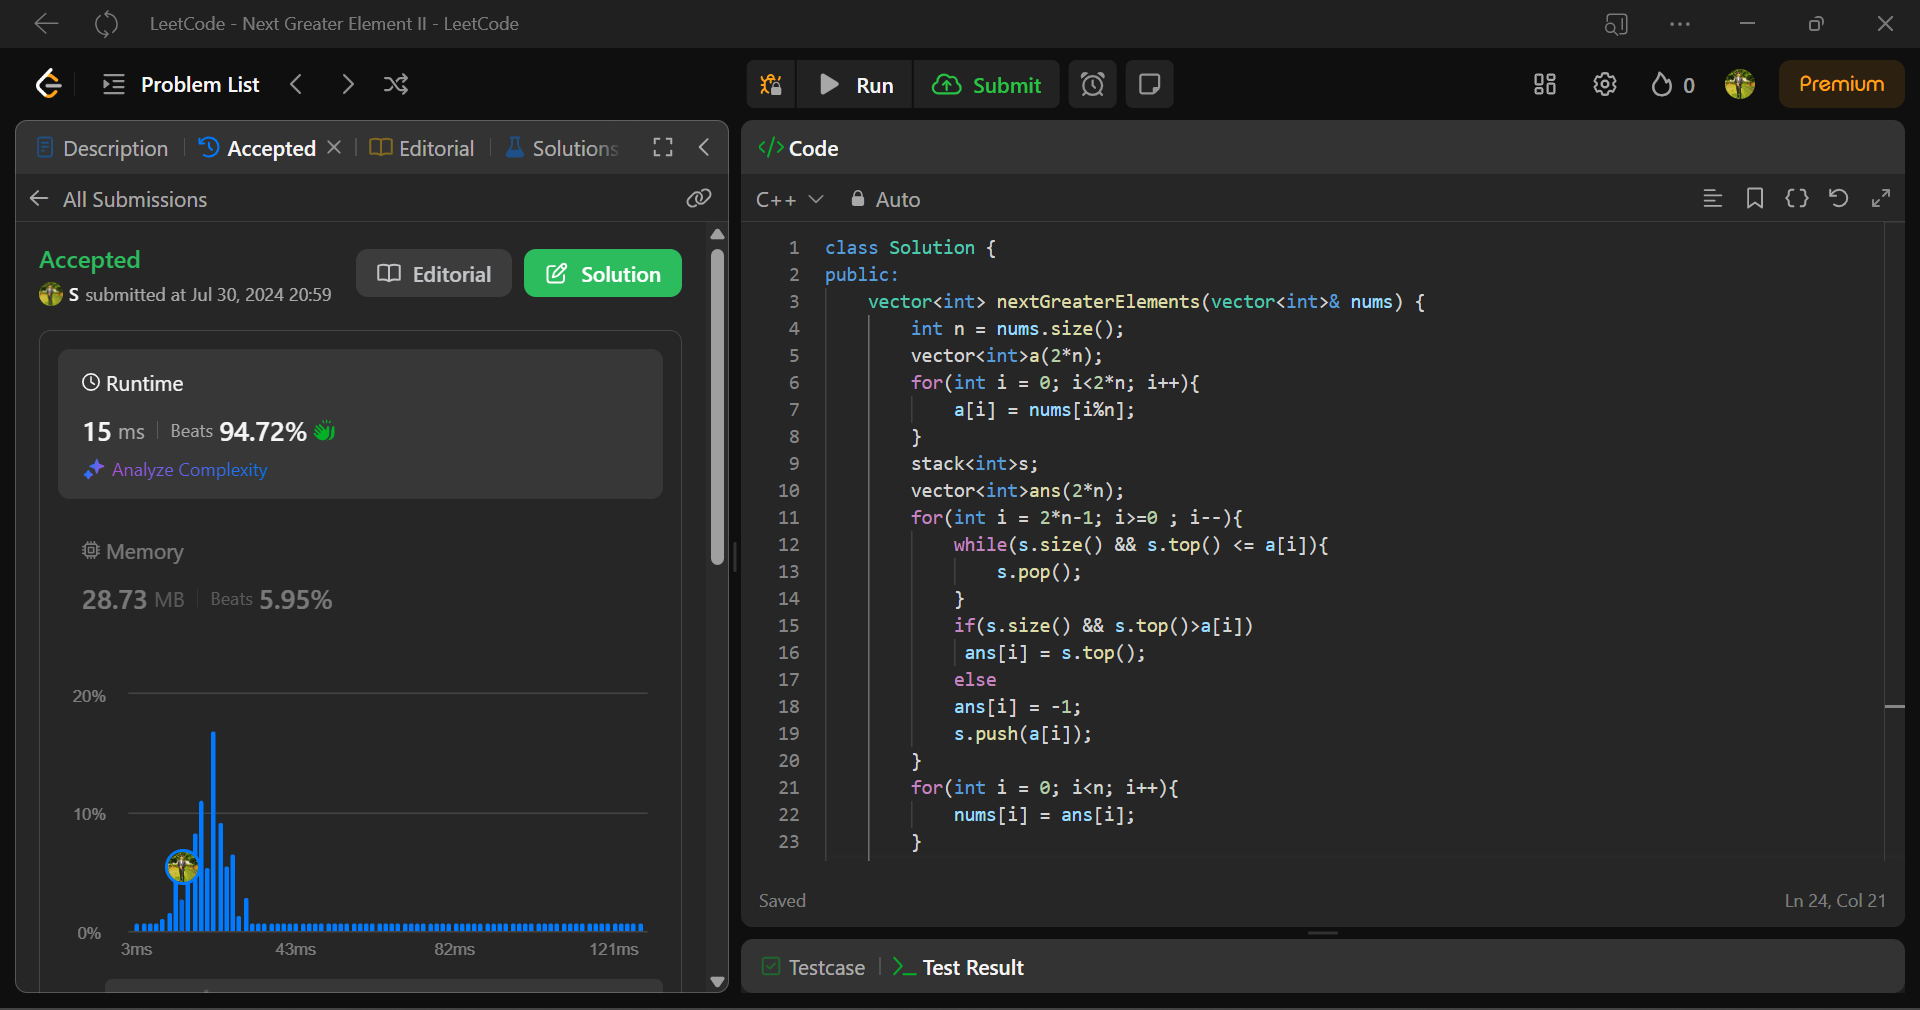 LeetCode - Next Greater Element II - LeetCode
Problem List
Run
Submit
0
Premium
Description
Accepted
Editorial
Solutions
All Submissions
Accepted
S submitted at Jul 30, 2024 20:59
Editorial
Solution
Runtime
15 ms
Beats 94.72%
Analyze Complexity
Memory
28.73 MB
Beats 5.95%
20%
10%
0%
3ms
43ms
82ms
121ms
</> Code
C++
Auto
1 class Solution {
2 public:
3 vector<int> nextGreaterElements(vector<int>& nums) {
4 int n = nums.size();
5 vector<int>a(2*n);
6 for(int i = 0; i<2*n; i++){
7 a[i] = nums[i%n];
8 }
9 stack<int>s;
10 vector<int>ans(2*n);
11 for(int i = 2*n-1; i>=0 ; i--){
12 while(s.size() && s.top() <= a[i]){
13 s.pop();
14 }
15 if(s.size() && s.top()>a[i])
16 ans[i] = s.top();
17 else
18 ans[i] = -1;
19 s.push(a[i]);
20 }
21 for(int i = 0; i<n; i++){
22 nums[i] = ans[i];
23 }
Saved
Ln 24, Col 21
Testcase
Test Result